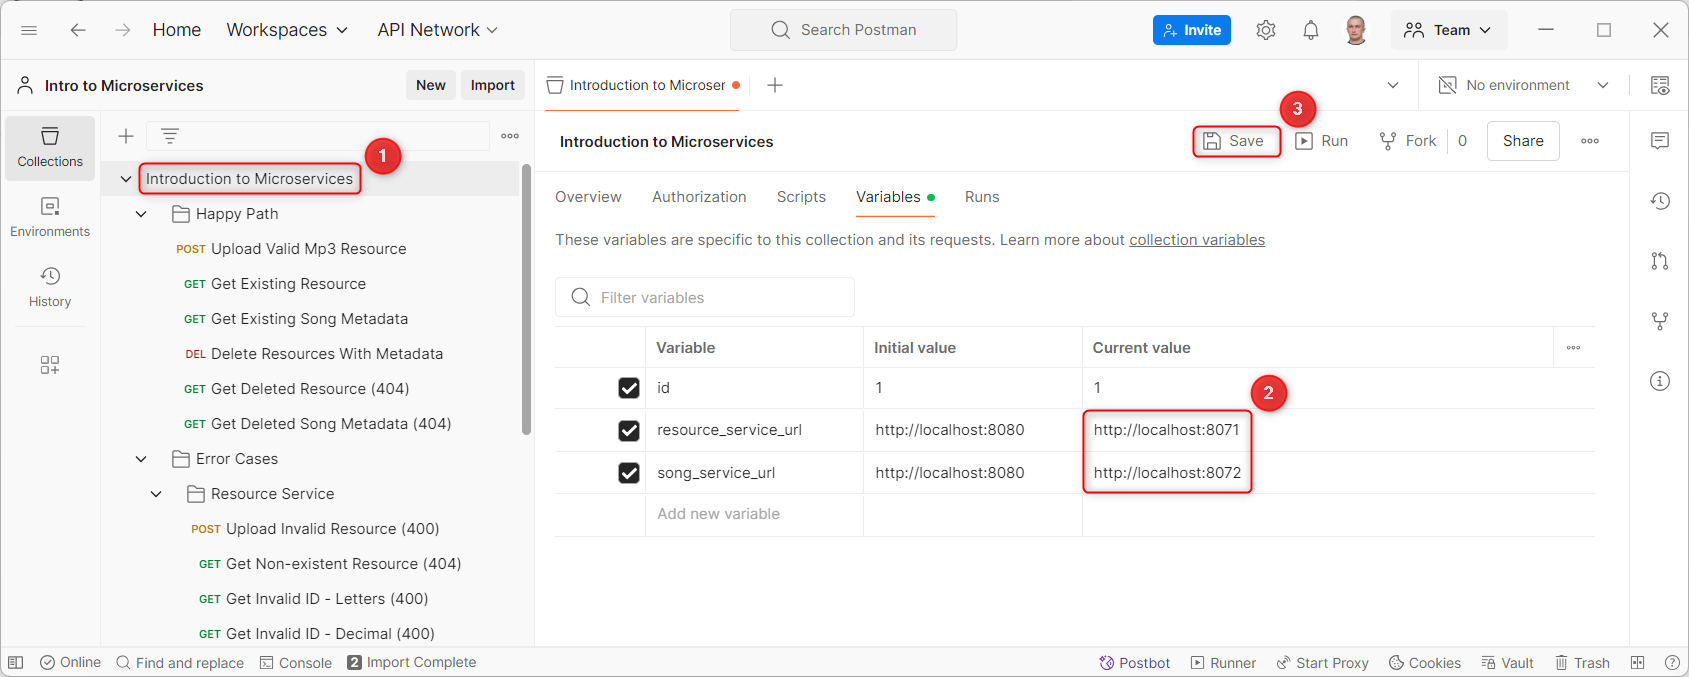 Home Workspaces API Network Search Postman Invite Team
Intro to Microservices New Import
Introduction to Microser No environment
Collections
Environments
History
1
Introduction to Microservices
Happy Path
POST Upload Valid Mp3 Resource
GET Get Existing Resource
GET Get Existing Song Metadata
DEL Delete Resources With Metadata
GET Get Deleted Resource (404)
GET Get Deleted Song Metadata (404)
Error Cases
Resource Service
POST Upload Invalid Resource (400)
GET Get Non-existent Resource (404)
GET Get Invalid ID - Letters (400)
GET Get Invalid ID - Decimal (400)
3
Introduction to Microservices Save Run Fork 0 Share
Overview Authorization Scripts Variables Runs
These variables are specific to this collection and its requests. Learn more about collection variables
Filter variables
Variable Initial value Current value
id 1 1
2
resource_service_url http://localhost:8080 http://localhost:8071
song_service_url http://localhost:8080 http://localhost:8072
Add new variable
Online Find and replace Console 2 Import Complete Postbot Runner Start Proxy Cookies Vault Trash